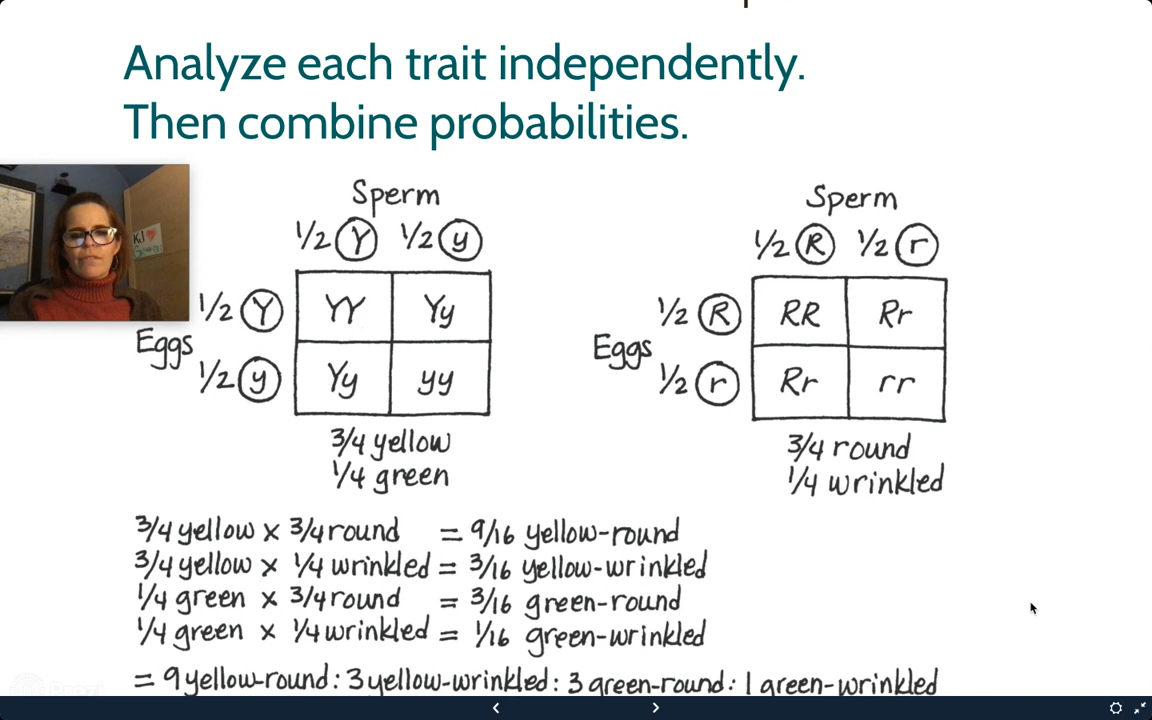 Analyze each trait independently.
Then combine probabilities.
Sperm
1/2 Y 1/2 y
1/2 Y YY Yy
Eggs
1/2 y Yy yy
3/4 yellow
1/4 green
Sperm
1/2 R 1/2 r
1/2 R RR Rr
Eggs
1/2 r Rr rr
3/4 round
1/4 wrinkled
3/4 yellow x 3/4 round = 9/16 yellow-round
3/4 yellow x 1/4 wrinkled = 3/16 yellow-wrinkled
1/4 green x 3/4 round = 3/16 green-round
1/4 green x 1/4 wrinkled = 1/16 green-wrinkled
= 9 yellow-round : 3 yellow-wrinkled : 3 green-round : 1 green-wrinkled